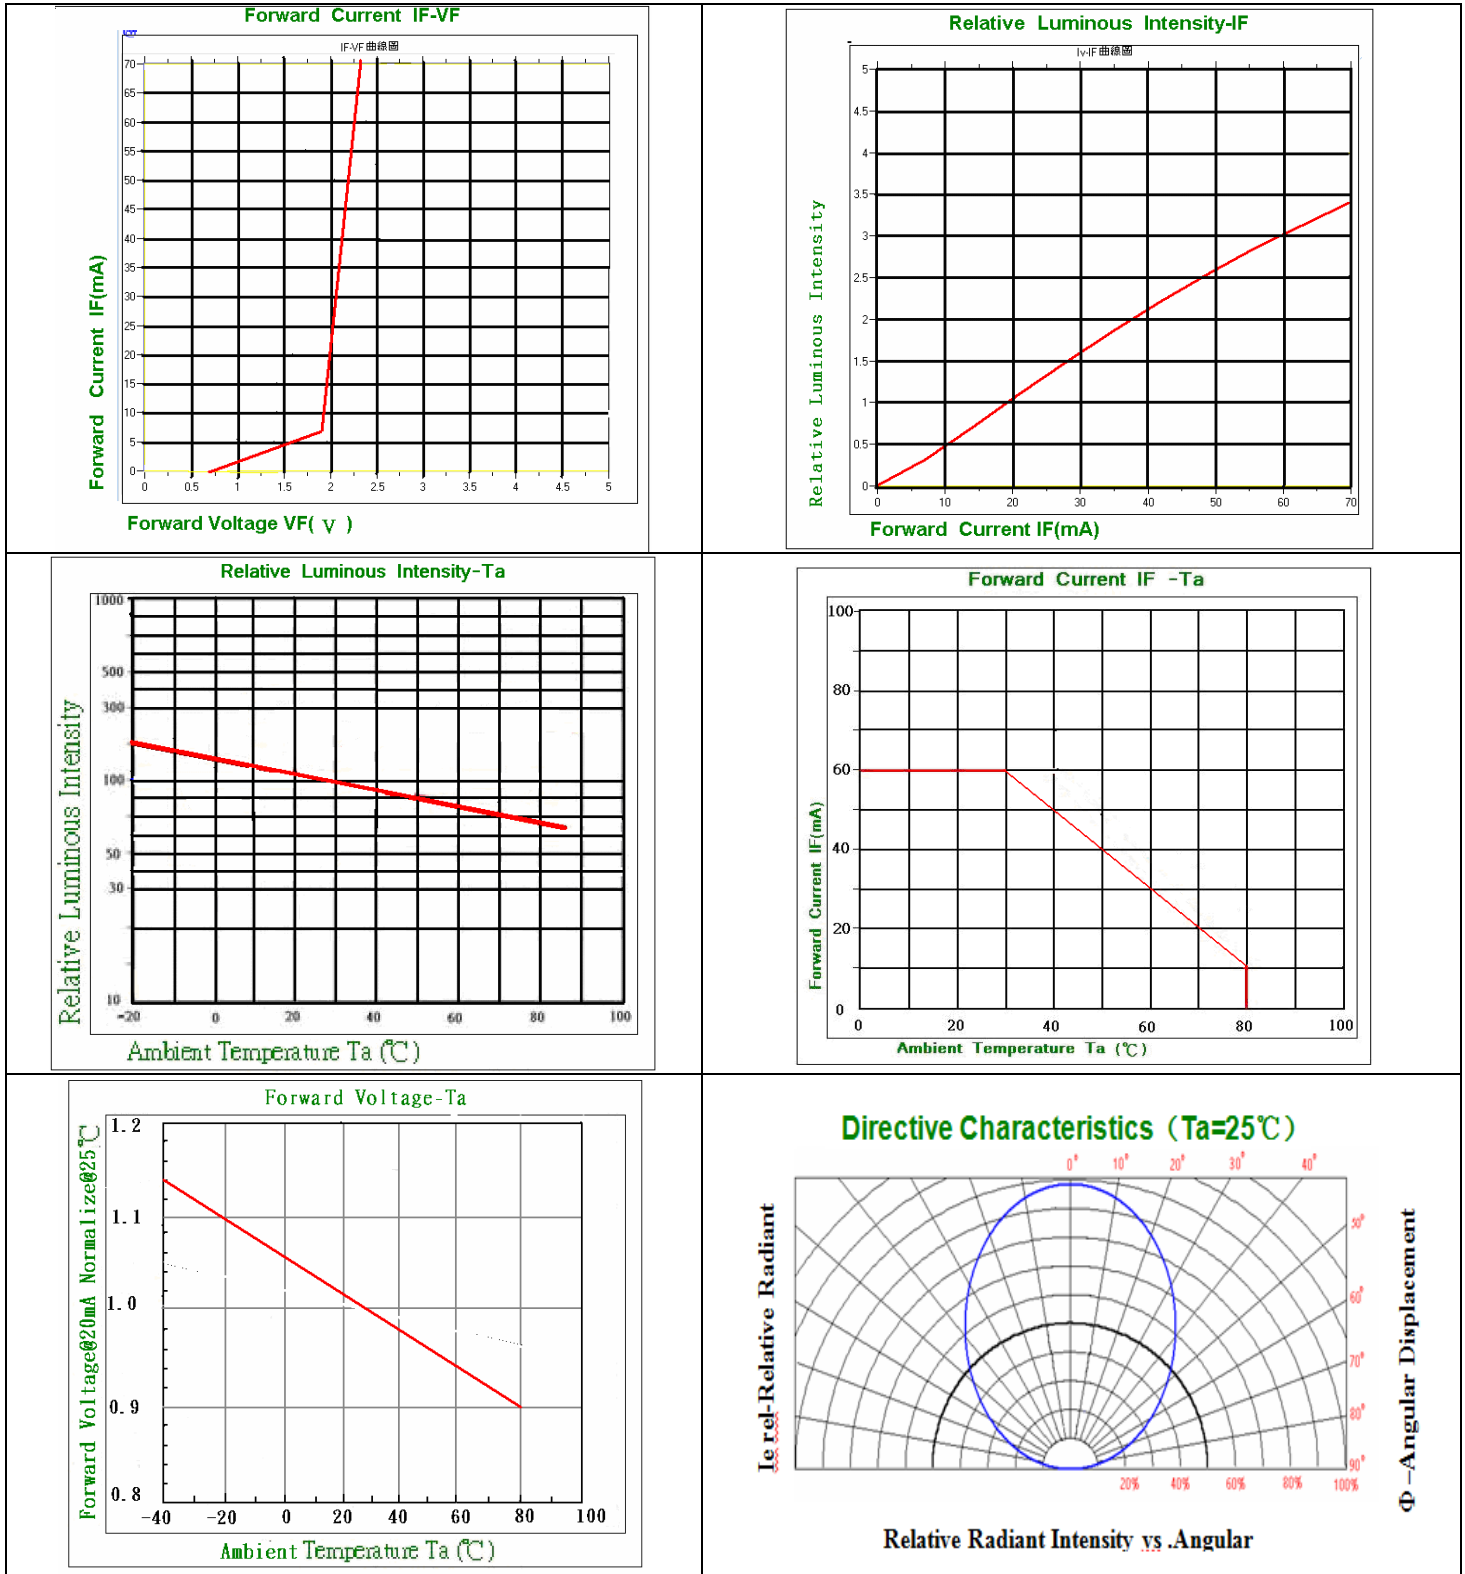 Forward Current IF-VF
IF-VF 曲線圖
70
65
60
55
50
45
40
35
30
25
20
15
10
5
0
0 0.5 1 1.5 2 2.5 3 3.5 4 4.5 5
Forward Current IF(mA)
Forward Voltage VF( V )
Relative Luminous Intensity-IF
Iv-IF 曲線圖
5
4.5
4
3.5
3
2.5
2
1.5
1
0.5
0
0 10 20 30 40 50 60 70
Relative Luminous Intensity
Forward Current IF(mA)
Relative Luminous Intensity-Ta
1000
500
300
100
50
30
10
-20 0 20 40 60 80 100
Relative Luminous Intensity
Ambient Temperature Ta (℃)
Forward Current IF -Ta
100
80
60
40
20
0
0 20 40 60 80 100
Forward Current IF(mA)
Ambient Temperature Ta (℃)
Forward Voltage-Ta
1.2
1.1
1.0
0.9
0.8
-40 -20 0 20 40 60 80 100
Forward Voltage@20mA Normalize@25℃
Ambient Temperature Ta (℃)
Directive Characteristics（Ta=25℃）
0° 10° 20° 30° 40°
50°
60°
70°
80°
90°
20% 40% 60% 80% 100%
Ie rel-Relative Radiant
Φ –Angular Displacement
Relative Radiant Intensity vs .Angular